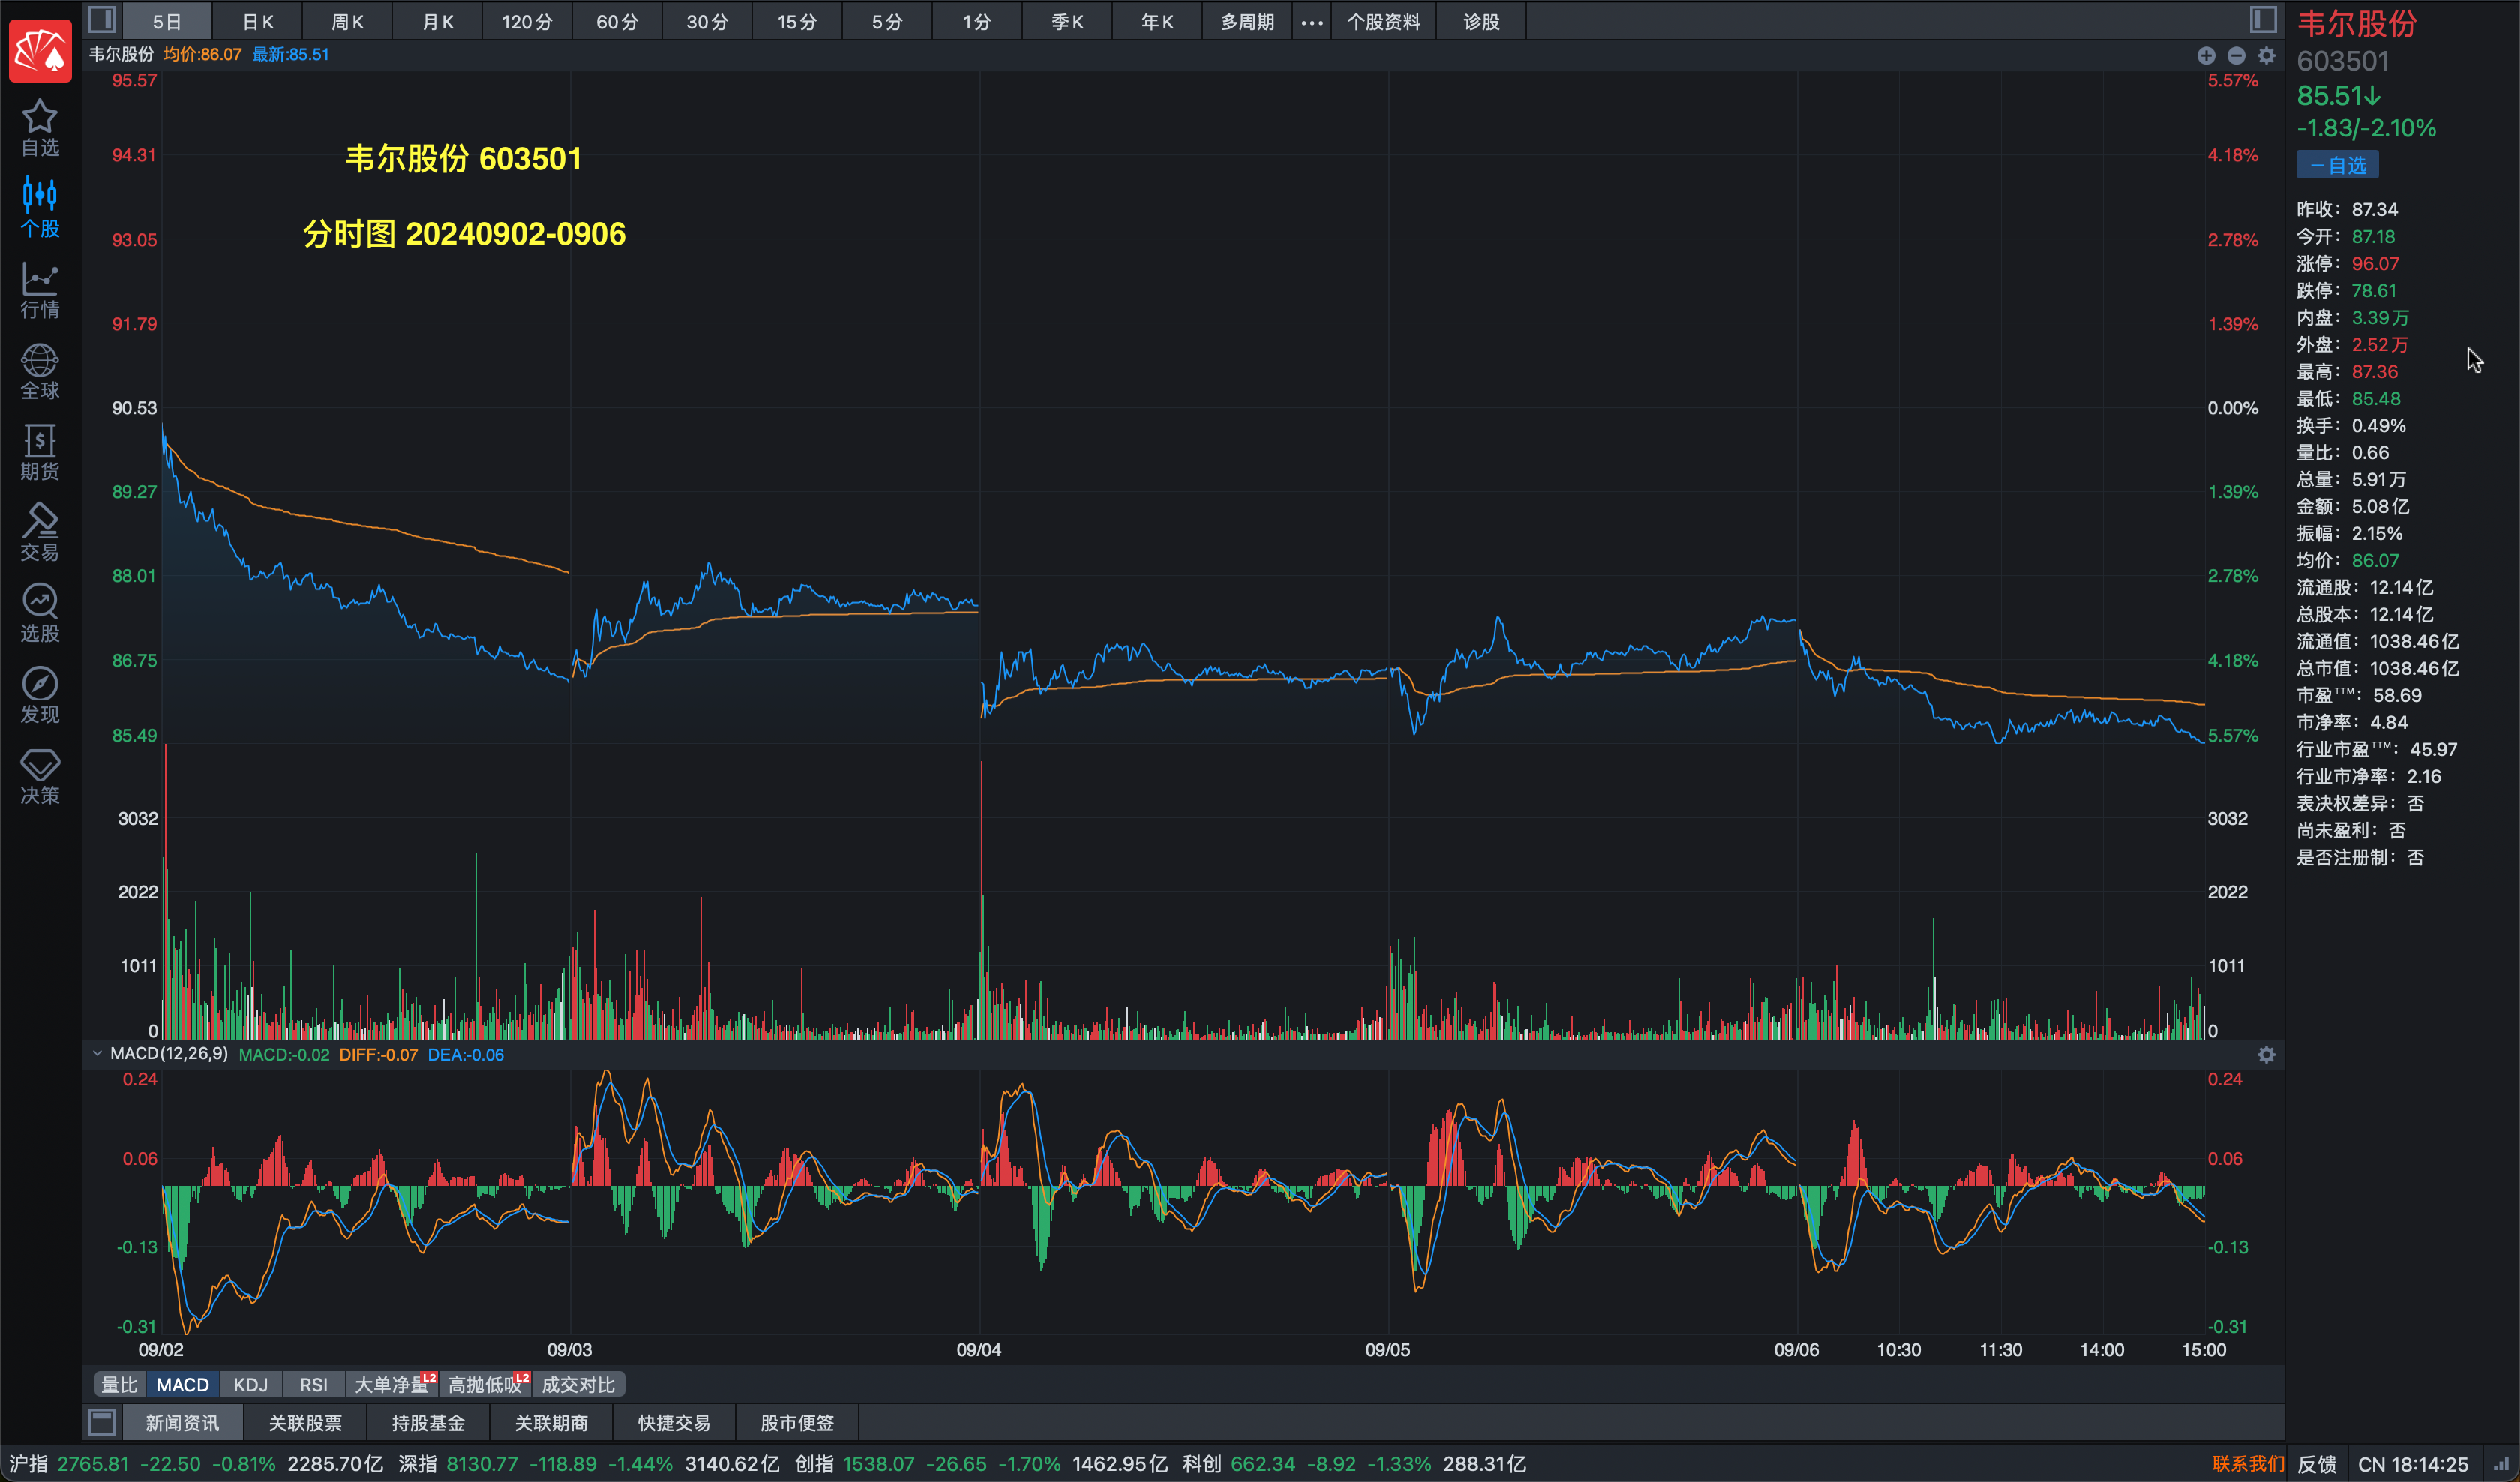 5日 日K 周K 月K 120分 60分 30分 15分 5分 1分 季K 年K 多周期 ••• 个股资料 诊股
韦尔股份 均价:86.07 最新:85.51
自选
个股
行情
全球
期货
交易
选股
发现
决策
95.57 5.57%
94.31 4.18%
93.05 2.78%
91.79 1.39%
90.53 0.00%
89.27 1.39%
88.01 2.78%
86.75 4.18%
85.49 5.57%
韦尔股份 603501
分时图 20240902-0906
3032 3032
2022 2022
1011 1011
0 0
MACD(12,26,9) MACD:-0.02 DIFF:-0.07 DEA:-0.06
0.24 0.24
0.06 0.06
-0.13 -0.13
-0.31 -0.31
09/02 09/03 09/04 09/05 09/06 10:30 11:30 14:00 15:00
量比 MACD KDJ RSI 大单净量 L2 高抛低吸 L2 成交对比
新闻资讯 关联股票 持股基金 关联期商 快捷交易 股市便签
韦尔股份
603501
85.51↓
-1.83/-2.10%
－自选
昨收：87.34
今开：87.18
涨停：96.07
跌停：78.61
内盘：3.39万
外盘：2.52万
最高：87.36
最低：85.48
换手：0.49%
量比：0.66
总量：5.91万
金额：5.08亿
振幅：2.15%
均价：86.07
流通股：12.14亿
总股本：12.14亿
流通值：1038.46亿
总市值：1038.46亿
市盈™：58.69
市净率：4.84
行业市盈™：45.97
行业市净率：2.16
表决权差异：否
尚未盈利：否
是否注册制：否
沪指 2765.81 -22.50 -0.81% 2285.70亿 深指 8130.77 -118.89 -1.44% 3140.62亿 创指 1538.07 -26.65 -1.70% 1462.95亿 科创 662.34 -8.92 -1.33% 288.31亿 联系我们 反馈 CN 18:14:25